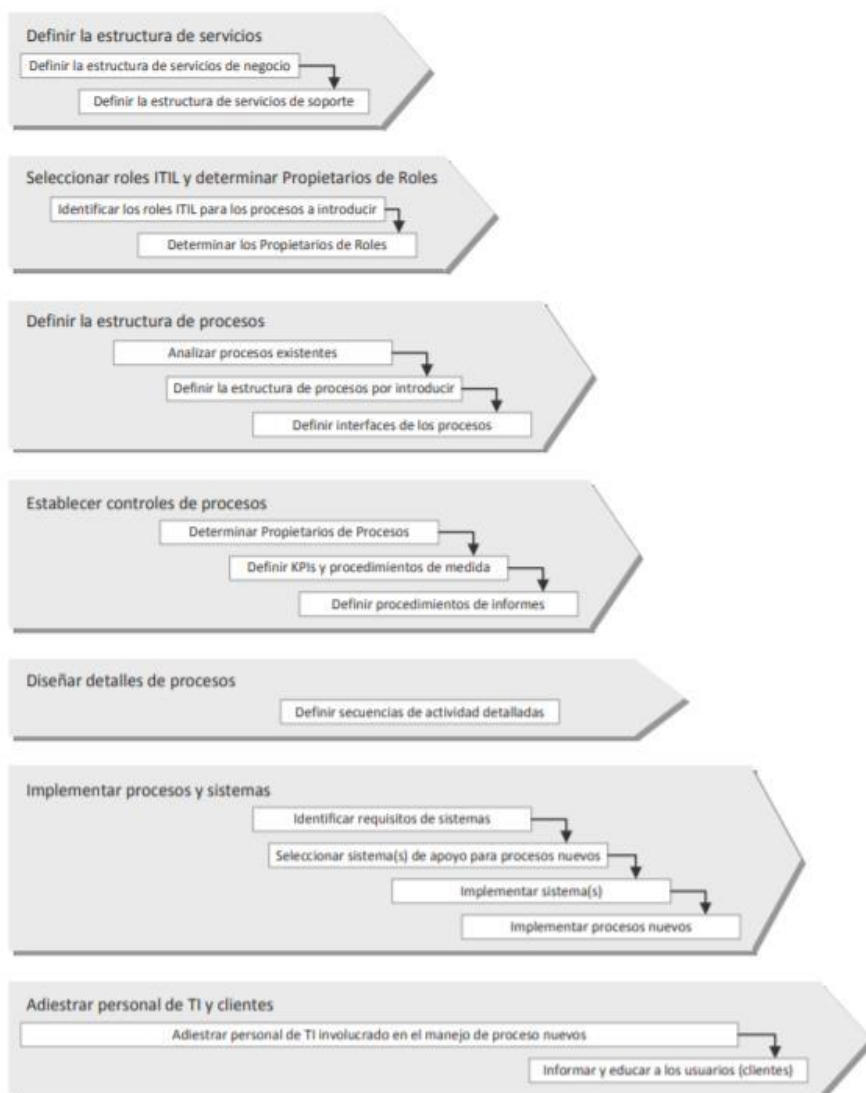 Definir la estructura de servicios
Definir la estructura de servicios de negocio
Definir la estructura de servicios de soporte
Seleccionar roles ITIL y determinar Propietarios de Roles
Identificar los roles ITIL para los procesos a introducir
Determinar los Propietarios de Roles
Definir la estructura de procesos
Analizar procesos existentes
Definir la estructura de procesos por introducir
Definir interfaces de los procesos
Establecer controles de procesos
Determinar Propietarios de Procesos
Definir KPIs y procedimientos de medida
Definir procedimientos de informes
Diseñar detalles de procesos
Definir secuencias de actividad detalladas
Implementar procesos y sistemas
Identificar requisitos de sistemas
Seleccionar sistema(s) de apoyo para procesos nuevos
Implementar sistema(s)
Implementar procesos nuevos
Adiestrar personal de TI y clientes
Adiestrar personal de TI involucrado en el manejo de proceso nuevos
Informar y educar a los usuarios (clientes)